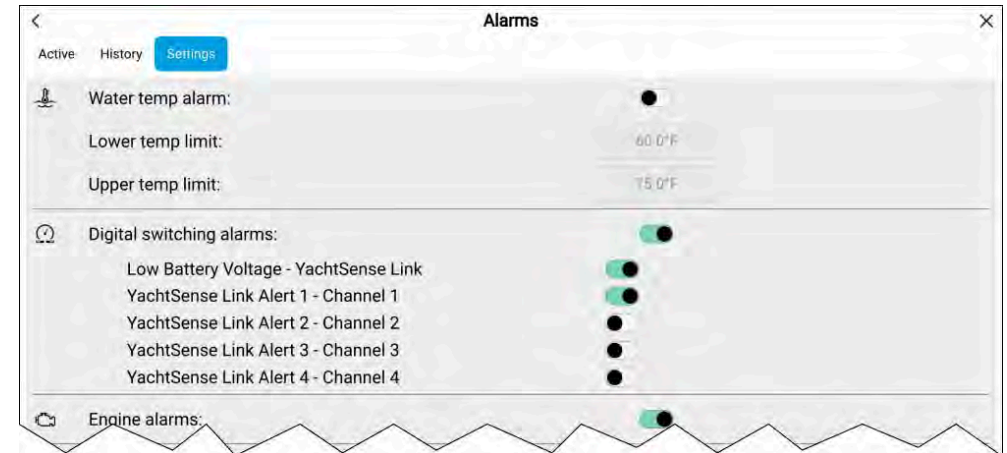 Alarms
Active History Settings
Water temp alarm:
Lower temp limit: 60.0°F
Upper temp limit: 75.0°F
Digital switching alarms:
Low Battery Voltage - YachtSense Link
YachtSense Link Alert 1 - Channel 1
YachtSense Link Alert 2 - Channel 2
YachtSense Link Alert 3 - Channel 3
YachtSense Link Alert 4 - Channel 4
Engine alarms: